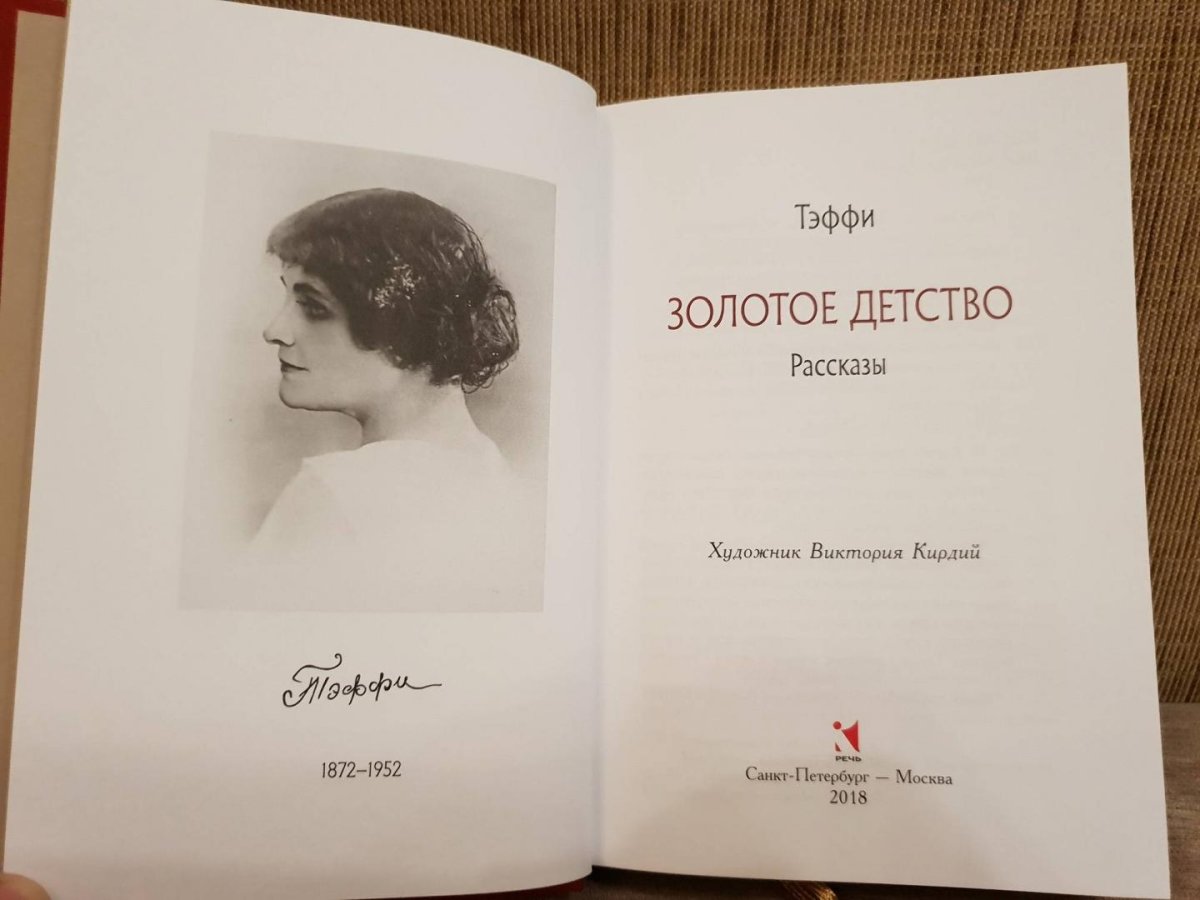 Тэффи
1872–1952
Тэффи
ЗОЛОТОЕ ДЕТСТВО
Рассказы
Художник Виктория Кирдий
РЕЧЬ
Санкт-Петербург — Москва
2018